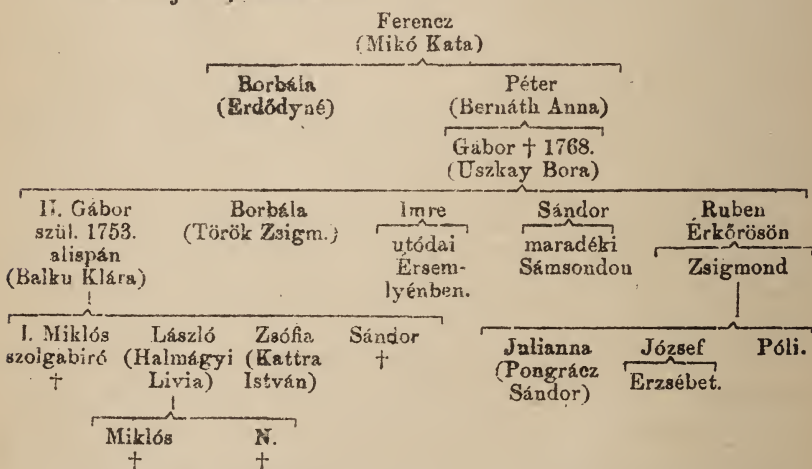 Ferencz
(Mikó Kata)
Borbála Péter
(Erdődyné) (Bernáth Anna)
Gábor † 1768.
(Uszkay Bora)
II. Gábor Borbála Imre Sándor Ruben
szül. 1753. (Török Zsigm.) utódai maradéki Érkőrösön
alispán Érsem- Sámsondou Zsigmond
(Balku Klára) lyénben.
I. Miklós László Zsófia Sándor Julianna József Póli.
szolgabiró (Halmágyi (Kattra † (Pongrácz Erzsébet.
† Livia) István) Sándor)
Miklós N.
† †